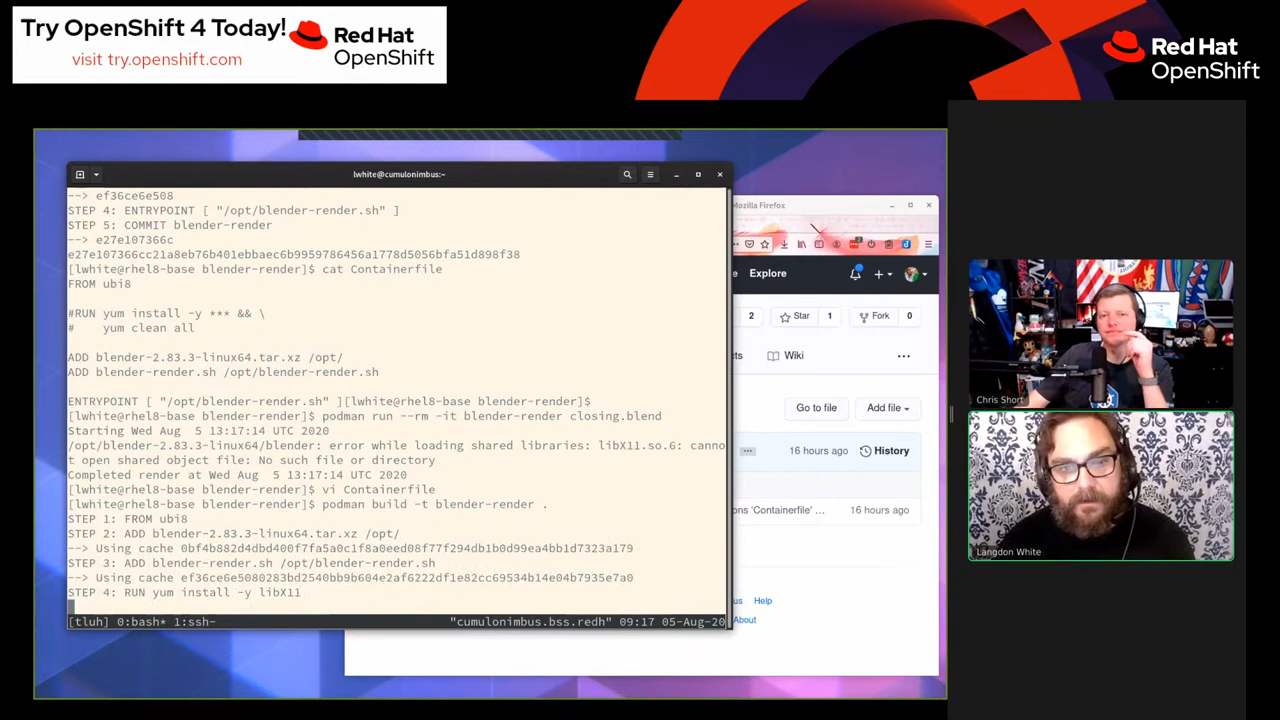 Try OpenShift 4 Today!
visit try.openshift.com
Red Hat
OpenShift
Red Hat
OpenShift
lwhite@cumulonimbus:~
--> ef36ce6e508
STEP 4: ENTRYPOINT [ "/opt/blender-render.sh" ]
STEP 5: COMMIT blender-render
--> e27e107366c
e27e107366cc21a8eb76b401ebbaec6b9959786456a1778d5056bfa51d898f38
[lwhite@rhel8-base blender-render]$ cat Containerfile
FROM ubi8
#RUN yum install -y *** && \
#    yum clean all
ADD blender-2.83.3-linux64.tar.xz /opt/
ADD blender-render.sh /opt/blender-render.sh
ENTRYPOINT [ "/opt/blender-render.sh" ][lwhite@rhel8-base blender-render]$
[lwhite@rhel8-base blender-render]$ podman run --rm -it blender-render closing.blend
Starting Wed Aug  5 13:17:14 UTC 2020
/opt/blender-2.83.3-linux64/blender: error while loading shared libraries: libX11.so.6: canno
t open shared object file: No such file or directory
Completed render at Wed Aug  5 13:17:14 UTC 2020
[lwhite@rhel8-base blender-render]$ vi Containerfile
[lwhite@rhel8-base blender-render]$ podman build -t blender-render .
STEP 1: FROM ubi8
STEP 2: ADD blender-2.83.3-linux64.tar.xz /opt/
--> Using cache 0bf4b882d4dbd400f7fa5a0c1f8a0eed08f77f294db1b0d99ea4bb1d7323a179
STEP 3: ADD blender-render.sh /opt/blender-render.sh
--> Using cache ef36ce6e5080283bd2540bb9b604e2af6222df1e82cc69534b14e04b7935e7a0
STEP 4: RUN yum install -y libX11
[tluh] 0:bash* 1:ssh-    "cumulonimbus.bss.redh" 09:17 05-Aug-20
Mozilla Firefox
e Explore
2 Star 1 Fork 0
cts Wiki
Go to file Add file
16 hours ago History
ons 'Containerfile' … 16 hours ago
us Help
About
Chris Short
Langdon White